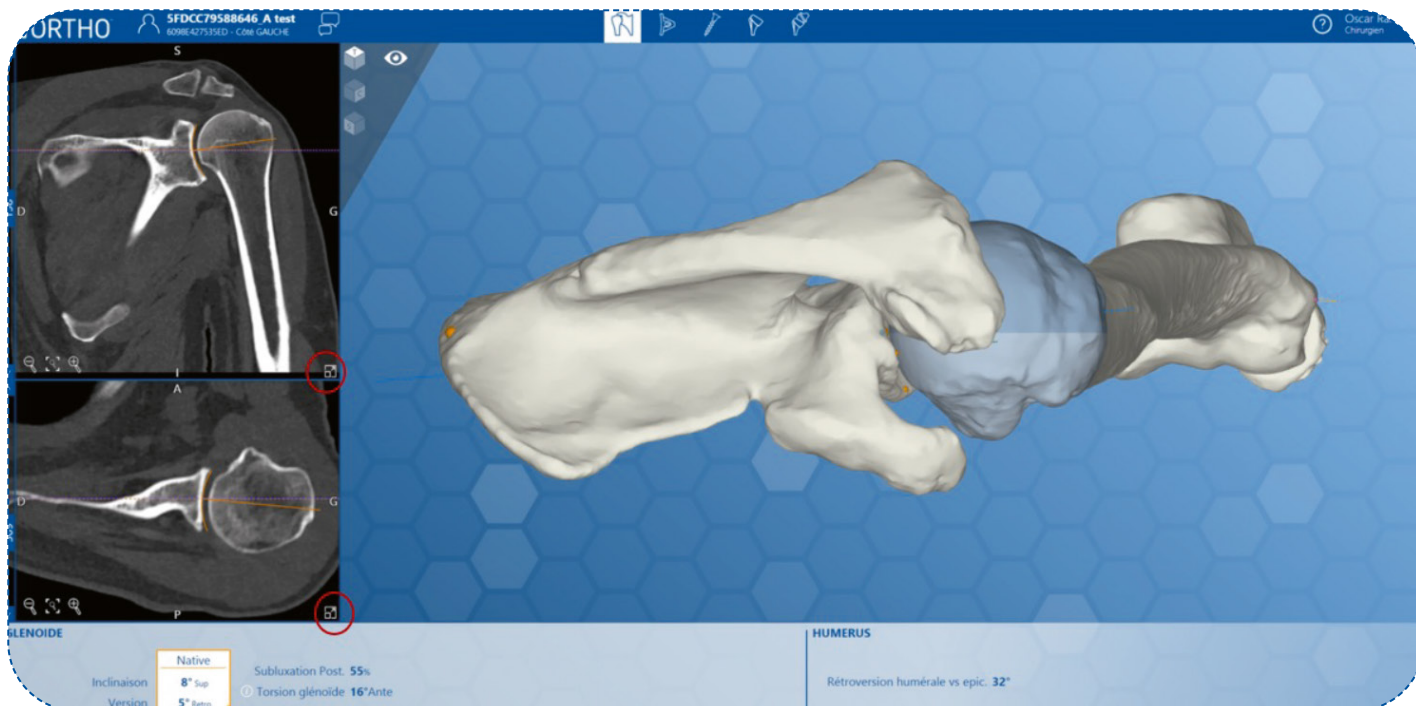 ORTHO
5FDCC79588646_A test
6098E427535ED - Côté GAUCHE
Oscar
Chirurgien
S
D
G
I
A
D
G
P
GLENOIDE
HUMERUS
Native
Inclinaison 8° Sup
Version 5° Retro
Subluxation Post. 55%
Torsion glénoïde 16°Ante
Rétroversion humérale vs epic. 32°